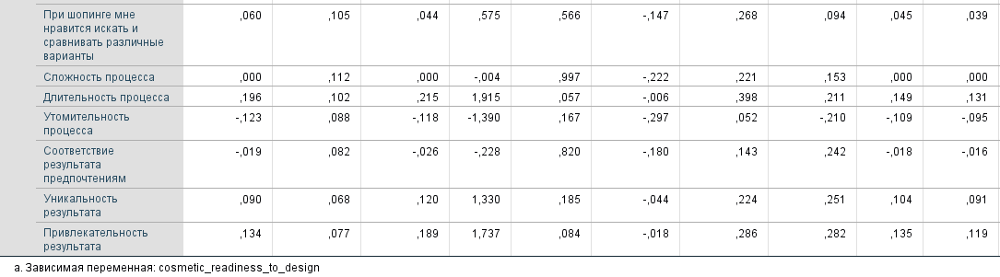 При шопинге мне ,060 ,105 ,044 ,575 ,566 -,147 ,268 ,094 ,045 ,039
нравится искать и
сравнивать различные
варианты
Сложность процесса ,000 ,112 ,000 -,004 ,997 -,222 ,221 ,153 ,000 ,000
Длительность процесса ,196 ,102 ,215 1,915 ,057 -,006 ,398 ,211 ,149 ,131
Утомительность -,123 ,088 -,118 -1,390 ,167 -,297 ,052 -,210 -,109 -,095
процесса
Соответствие -,019 ,082 -,026 -,228 ,820 -,180 ,143 ,242 -,018 -,016
результата
предпочтениям
Уникальность ,090 ,068 ,120 1,330 ,185 -,044 ,224 ,251 ,104 ,091
результата
Привлекательность ,134 ,077 ,189 1,737 ,084 -,018 ,286 ,282 ,135 ,119
результата
a. Зависимая переменная: cosmetic_readiness_to_design